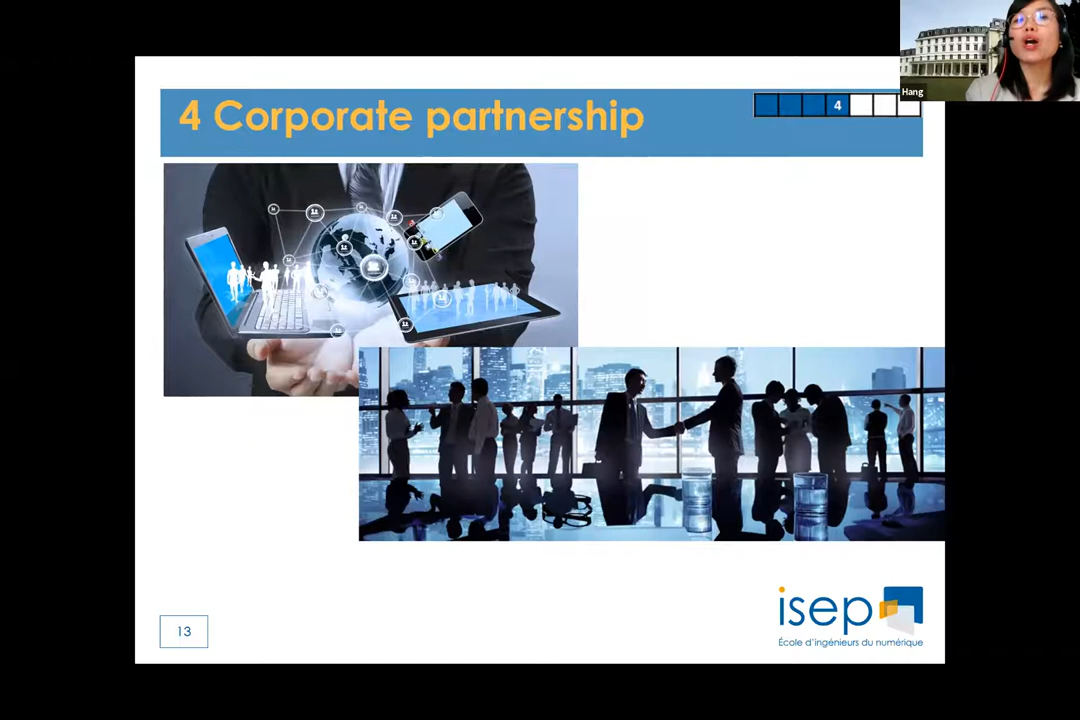 4 Corporate partnership
4
Hang
13
isep
École d'ingénieurs du numérique